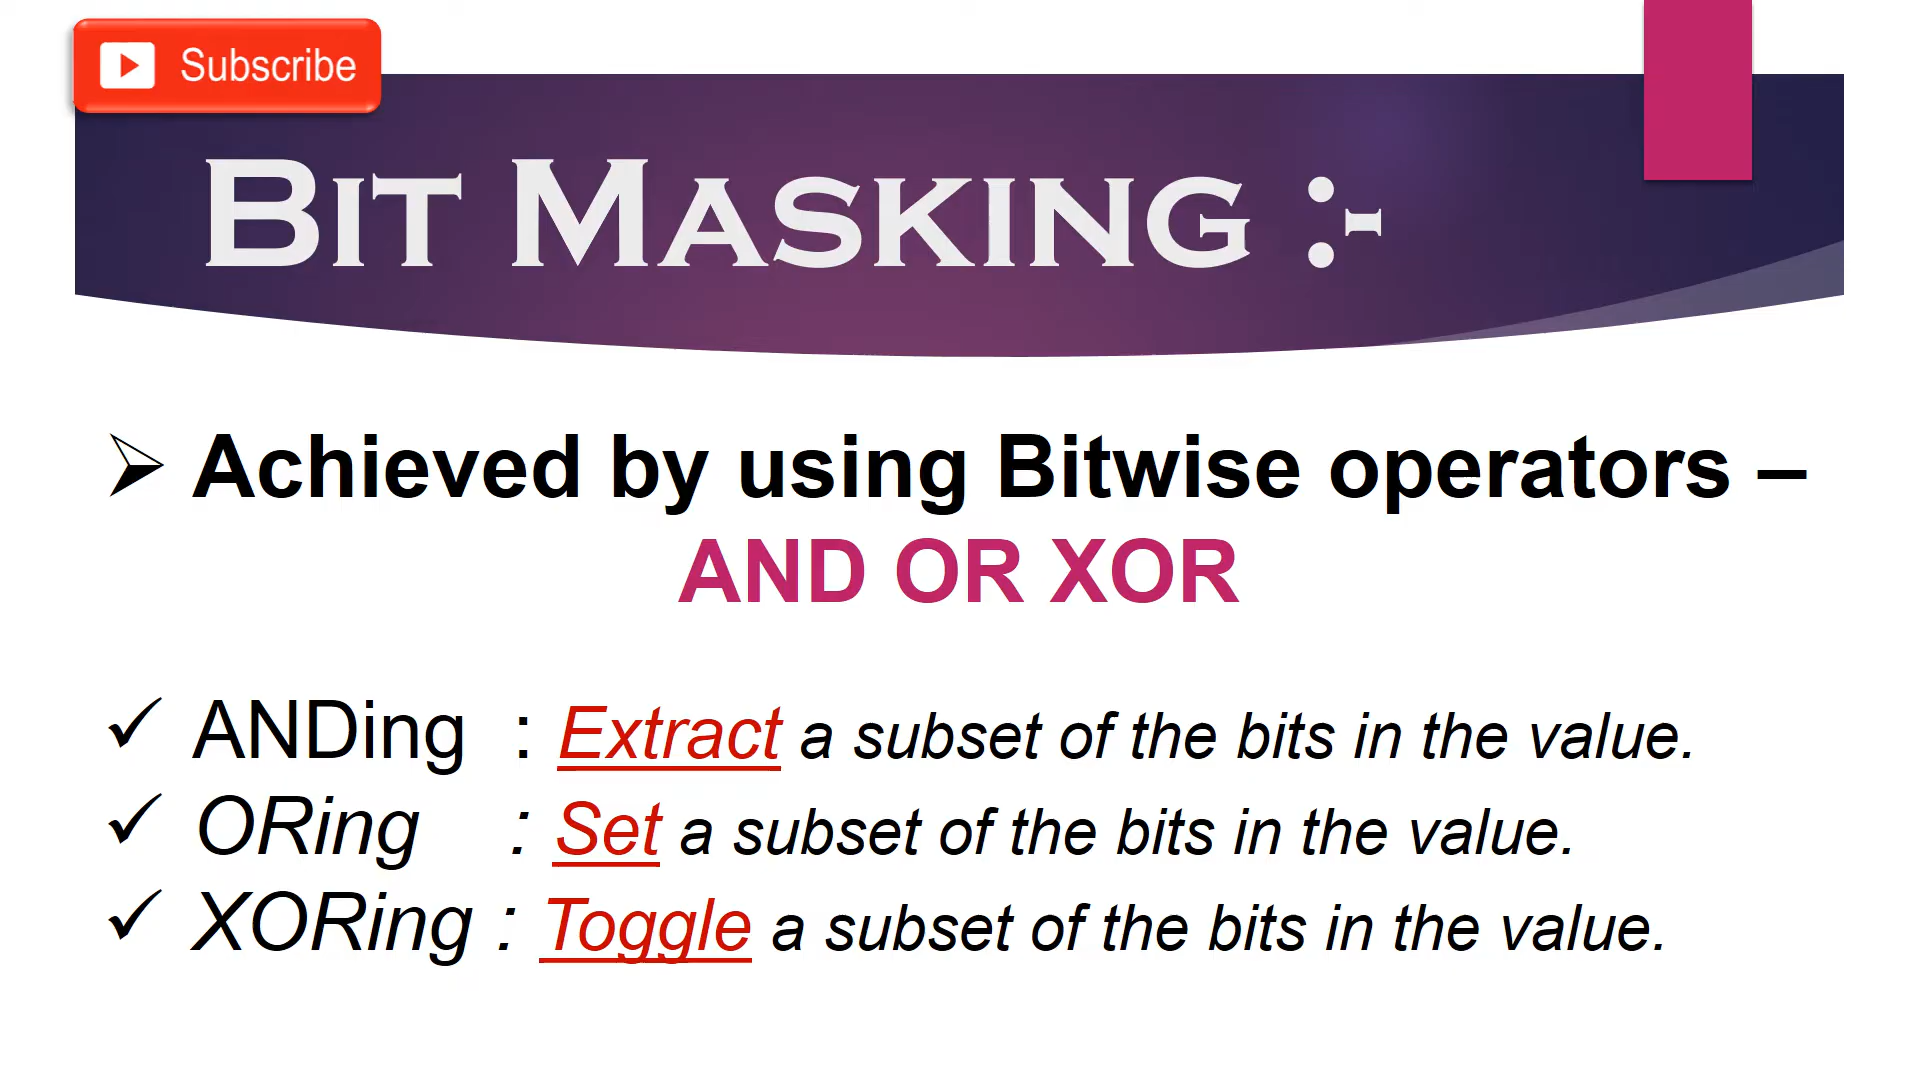 Subscribe
BIT MASKING :-
➢ Achieved by using Bitwise operators –
AND OR XOR
✓ ANDing : Extract a subset of the bits in the value.
✓ ORing : Set a subset of the bits in the value.
✓ XORing : Toggle a subset of the bits in the value.